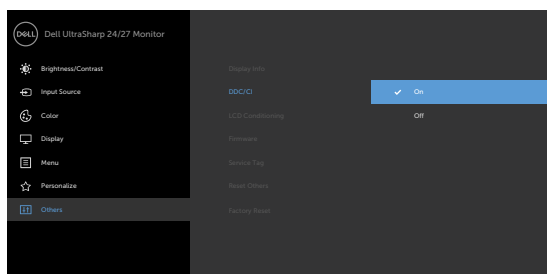 DELL Dell UltraSharp 24/27 Monitor
Brightness/Contrast
Input Source
Color
Display
Menu
Personalize
Others
Display Info
DDC/CI
LCD Conditioning
Firmware
Service Tag
Reset Others
Factory Reset
On
Off